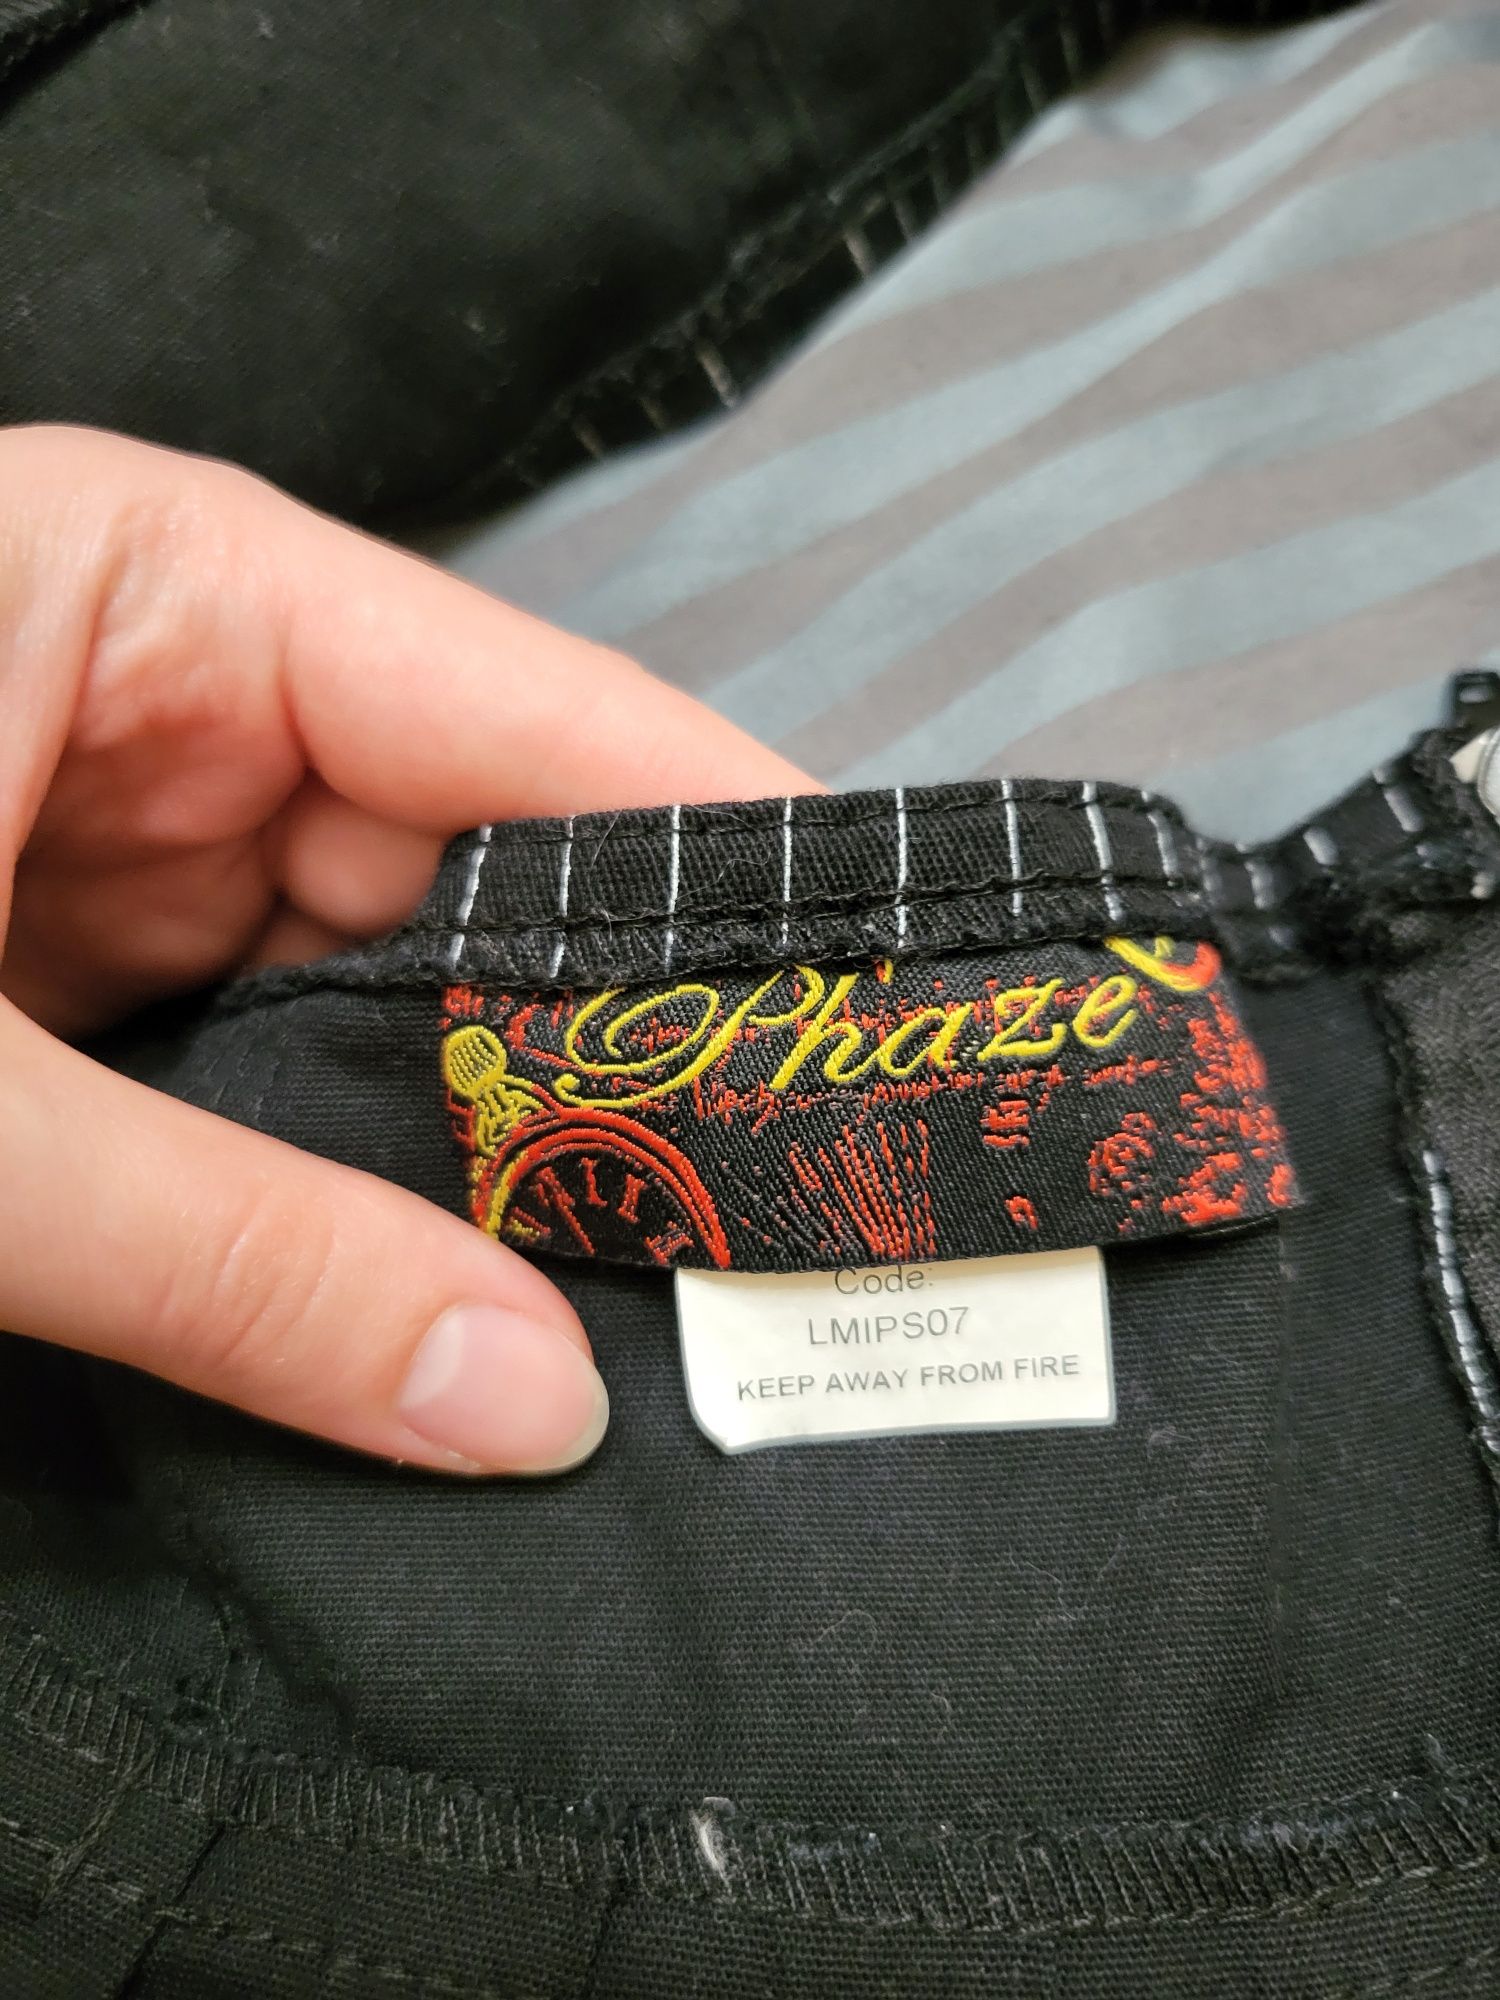 Phaze
Code:
LMIPS07
KEEP AWAY FROM FIRE